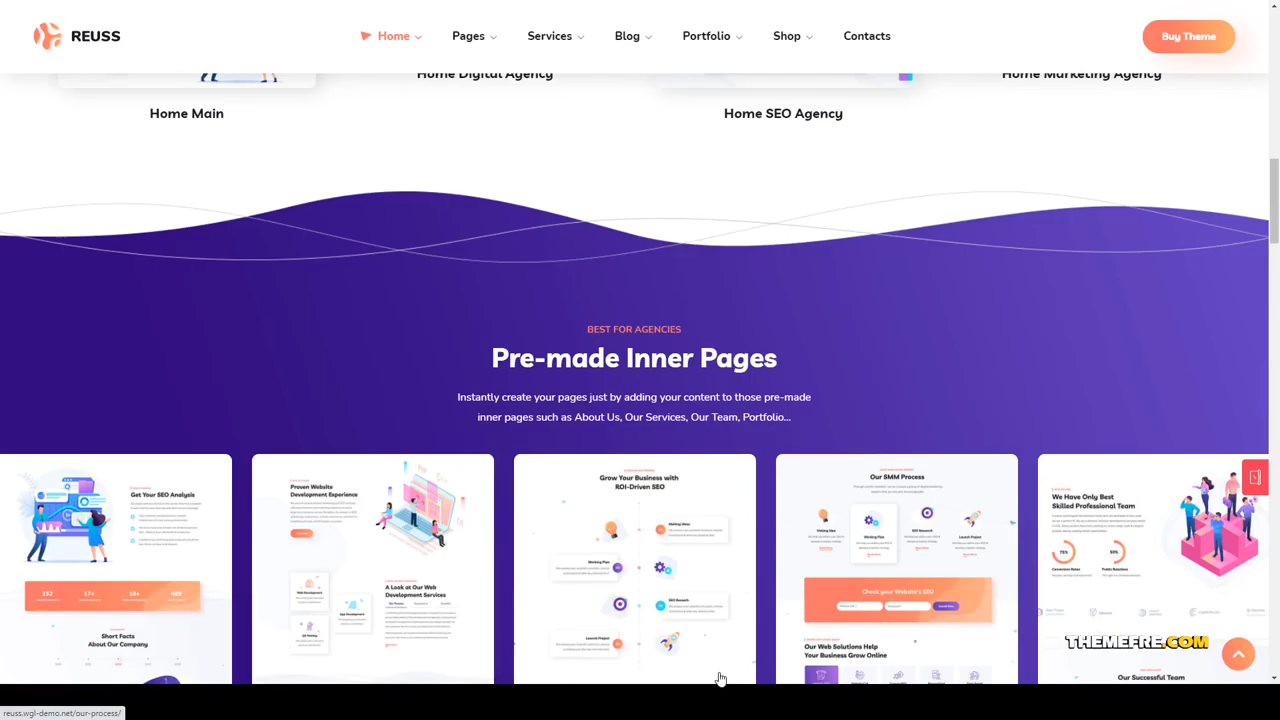 REUSS
Home
Pages
Services
Blog
Portfolio
Shop
Contacts
Buy Theme
Home Digital Agency
Home Marketing Agency
Home Main
Home SEO Agency
BEST FOR AGENCIES
Pre-made Inner Pages
Instantly create your pages just by adding your content to those pre-made
inner pages such as About Us, Our Services, Our Team, Portfolio...
Get Your SEO Analysis
Short Facts
About Our Company
Proven Website
Development Experience
A Look at Our Web
Development Services
Grow Your Business with
ROI-Driven SEO
Our SMM Process
Check your Website's SEO
Our Web Solutions Help
Your Business Grow Online
We Have Only Best
Skilled Professional Team
Our Successful Team
THEMEFRE.COM
reuss.wgl-demo.net/our-process/